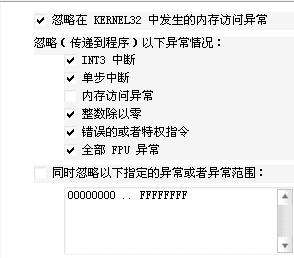 忽略在 KERNEL32 中发生的内存访问异常
忽略(传递到程序)以下异常情况:
INT3 中断
单步中断
内存访问异常
整数除以零
错误的或者特权指令
全部 FPU 异常
同时忽略以下指定的异常或者异常范围:
00000000 .. FFFFFFFF